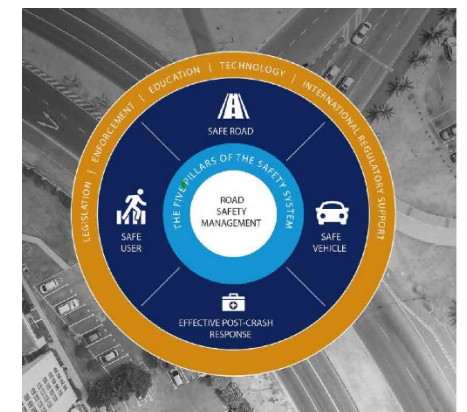 LEGISLATION | ENFORCEMENT | EDUCATION | TECHNOLOGY | INTERNATIONAL REGULATORY SUPPORT
SAFE ROAD
THE FIVE PILLARS OF THE SAFETY SYSTEM
ROAD
SAFETY
MANAGEMENT
SAFE
USER
SAFE
VEHICLE
EFFECTIVE POST-CRASH
RESPONSE